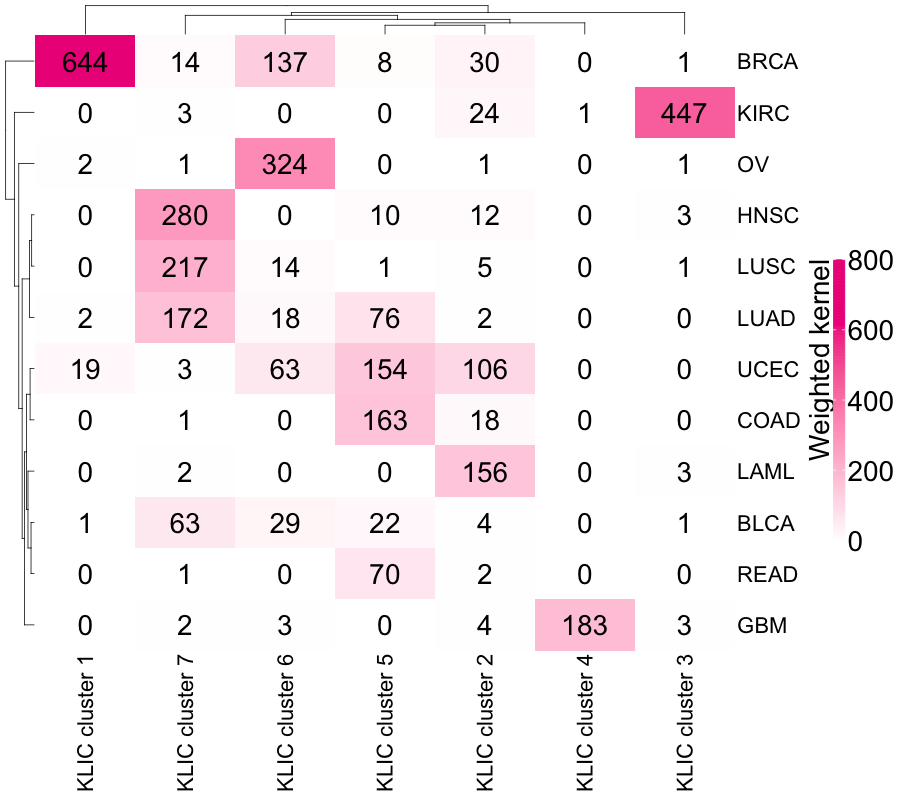 644 14 137 8 30 0 1 BRCA
0 3 0 0 24 1 447 KIRC
2 1 324 0 1 0 1 OV
0 280 0 10 12 0 3 HNSC
0 217 14 1 5 0 1 LUSC
2 172 18 76 2 0 0 LUAD
19 3 63 154 106 0 0 UCEC
0 1 0 163 18 0 0 COAD
0 2 0 0 156 0 3 LAML
1 63 29 22 4 0 1 BLCA
0 1 0 70 2 0 0 READ
0 2 3 0 4 183 3 GBM
KLIC cluster 1
KLIC cluster 7
KLIC cluster 6
KLIC cluster 5
KLIC cluster 2
KLIC cluster 4
KLIC cluster 3
Weighted kernel
800
600
400
200
0